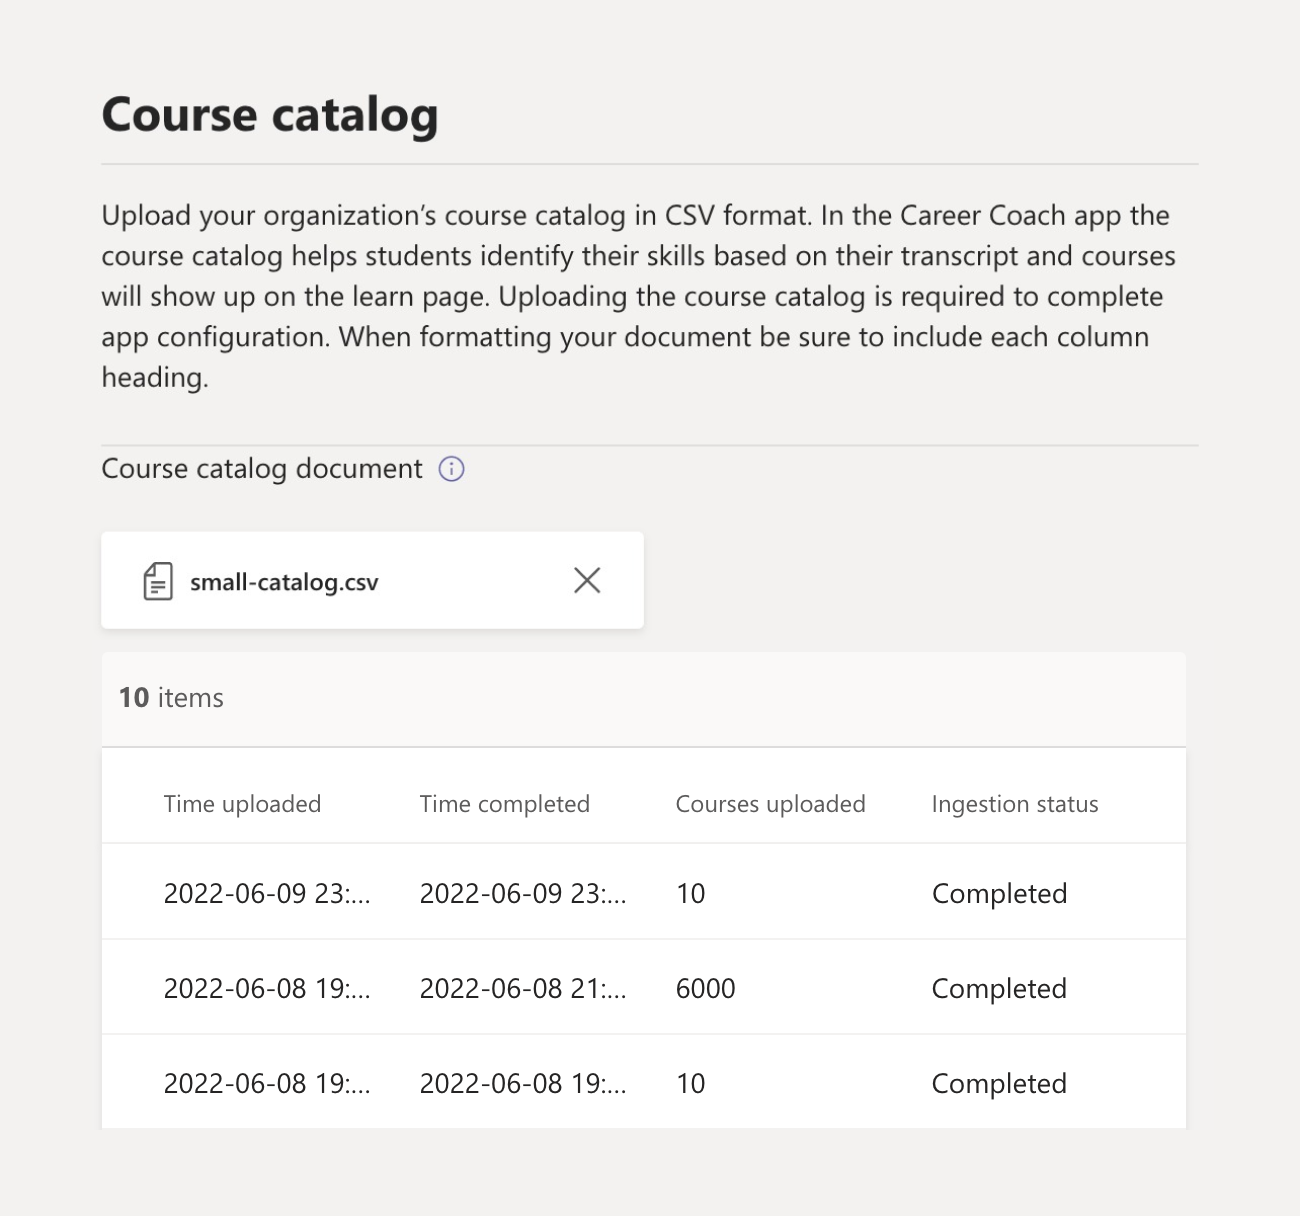 Course catalog
Upload your organization’s course catalog in CSV format. In the Career Coach app the
course catalog helps students identify their skills based on their transcript and courses
will show up on the learn page. Uploading the course catalog is required to complete
app configuration. When formatting your document be sure to include each column
heading.
Course catalog document
small-catalog.csv
10 items
Time uploaded Time completed Courses uploaded Ingestion status
2022-06-09 23:... 2022-06-09 23:... 10 Completed
2022-06-08 19:... 2022-06-08 21:... 6000 Completed
2022-06-08 19:... 2022-06-08 19:... 10 Completed